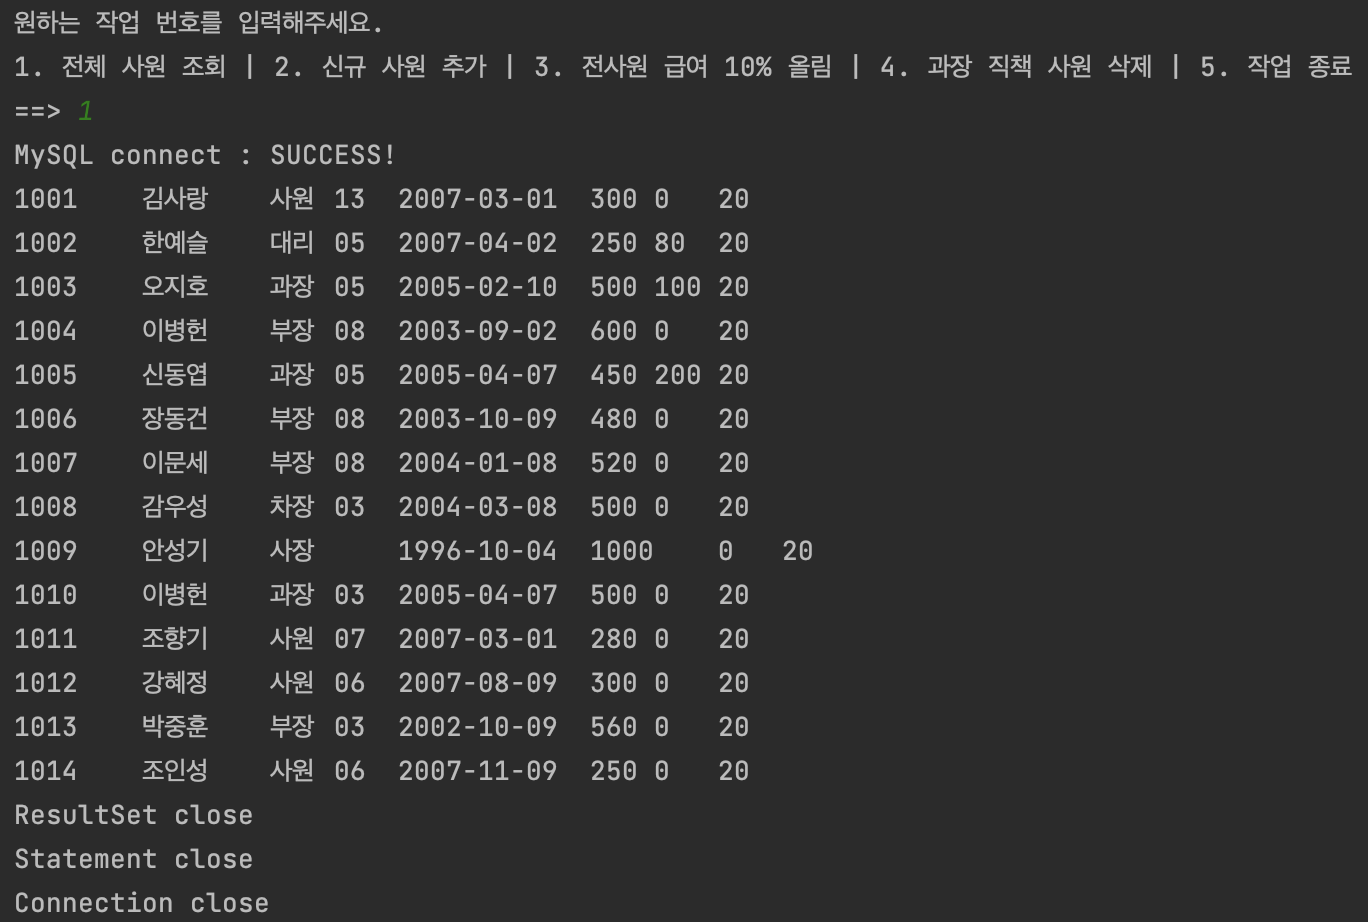 원하는 작업 번호를 입력해주세요.
1. 전체 사원 조회 | 2. 신규 사원 추가 | 3. 전사원 급여 10% 올림 | 4. 과장 직책 사원 삭제 | 5. 작업 종료
==> 1
MySQL connect : SUCCESS!
1001 김사랑 사원 13 2007-03-01 300 0 20
1002 한예슬 대리 05 2007-04-02 250 80 20
1003 오지호 과장 05 2005-02-10 500 100 20
1004 이병헌 부장 08 2003-09-02 600 0 20
1005 신동엽 과장 05 2005-04-07 450 200 20
1006 장동건 부장 08 2003-10-09 480 0 20
1007 이문세 부장 08 2004-01-08 520 0 20
1008 감우성 차장 03 2004-03-08 500 0 20
1009 안성기 사장 1996-10-04 1000 0 20
1010 이병헌 과장 03 2005-04-07 500 0 20
1011 조향기 사원 07 2007-03-01 280 0 20
1012 강혜정 사원 06 2007-08-09 300 0 20
1013 박중훈 부장 03 2002-10-09 560 0 20
1014 조인성 사원 06 2007-11-09 250 0 20
ResultSet close
Statement close
Connection close